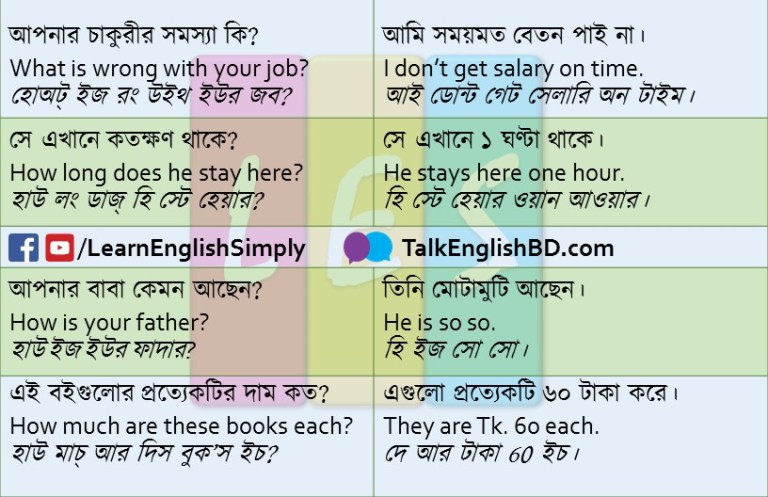 আপনার চাকুরীর সমস্যা কি?
What is wrong with your job?
হোঅট্ ইজ রং উইথ ইউর জব?
আমি সময়মত বেতন পাই না।
I don’t get salary on time.
আই ডোন্ট গেট সেলারি অন টাইম।
সে এখানে কতক্ষণ থাকে?
How long does he stay here?
হাউ লং ডাজ্ হি স্টে হেয়ার?
সে এখানে ১ ঘণ্টা থাকে।
He stays here one hour.
হি স্টে হেয়ার ওয়ান আওয়ার।
/LearnEnglishSimply
TalkEnglishBD.com
আপনার বাবা কেমন আছেন?
How is your father?
হাউ ইজ ইউর ফাদার?
তিনি মোটামুটি আছেন।
He is so so.
হি ইজ সো সো।
এই বইগুলোর প্রত্যেকটির দাম কত?
How much are these books each?
হাউ মাচ্ আর দিস বুক’স ইচ?
এগুলো প্রত্যেকটি ৬০ টাকা করে।
They are Tk. 60 each.
দে আর টাকা 60 ইচ।
LES